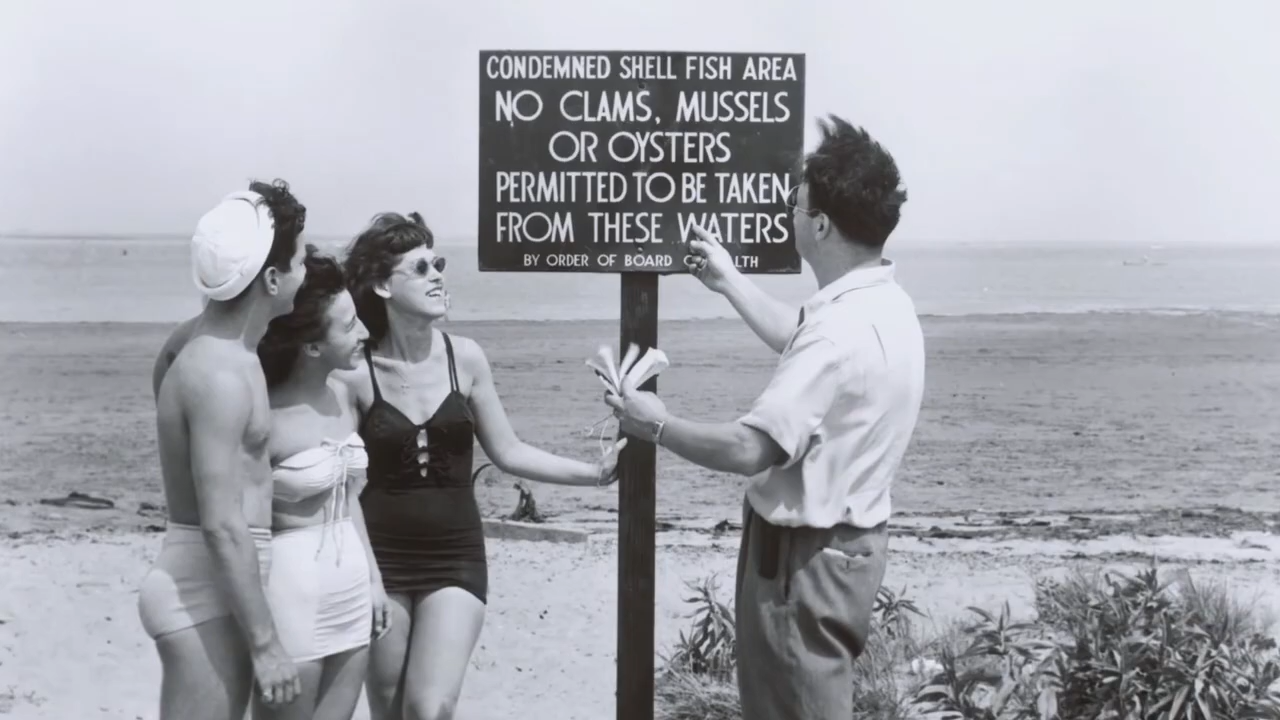 CONDEMNED SHELL FISH AREA
NO CLAMS, MUSSELS
OR OYSTERS
PERMITTED TO BE TAKEN
FROM THESE WATERS
BY ORDER OF BOARD